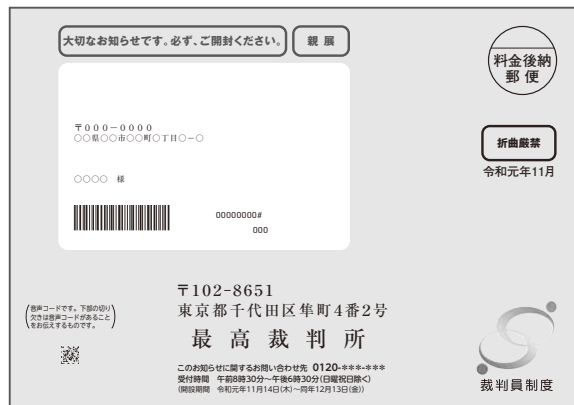 大切なお知らせです。必ず、ご開封ください。
親展
料金後納
郵便
〒000-0000
○○県○○市○○町○丁目○-○
○○○○ 様
00000000#
000
折曲厳禁
令和元年11月
音声コードです。下部の切り
欠きは音声コードがあること
をお伝えするものです。
〒102-8651
東京都千代田区隼町4番2号
最高裁判所
このお知らせに関するお問い合わせ先 0120-***-***
受付時間 午前8時30分~午後6時30分(日曜祝日除く)
(開設期間 令和元年11月14日(木)~同年12月13日(金))
裁判員制度